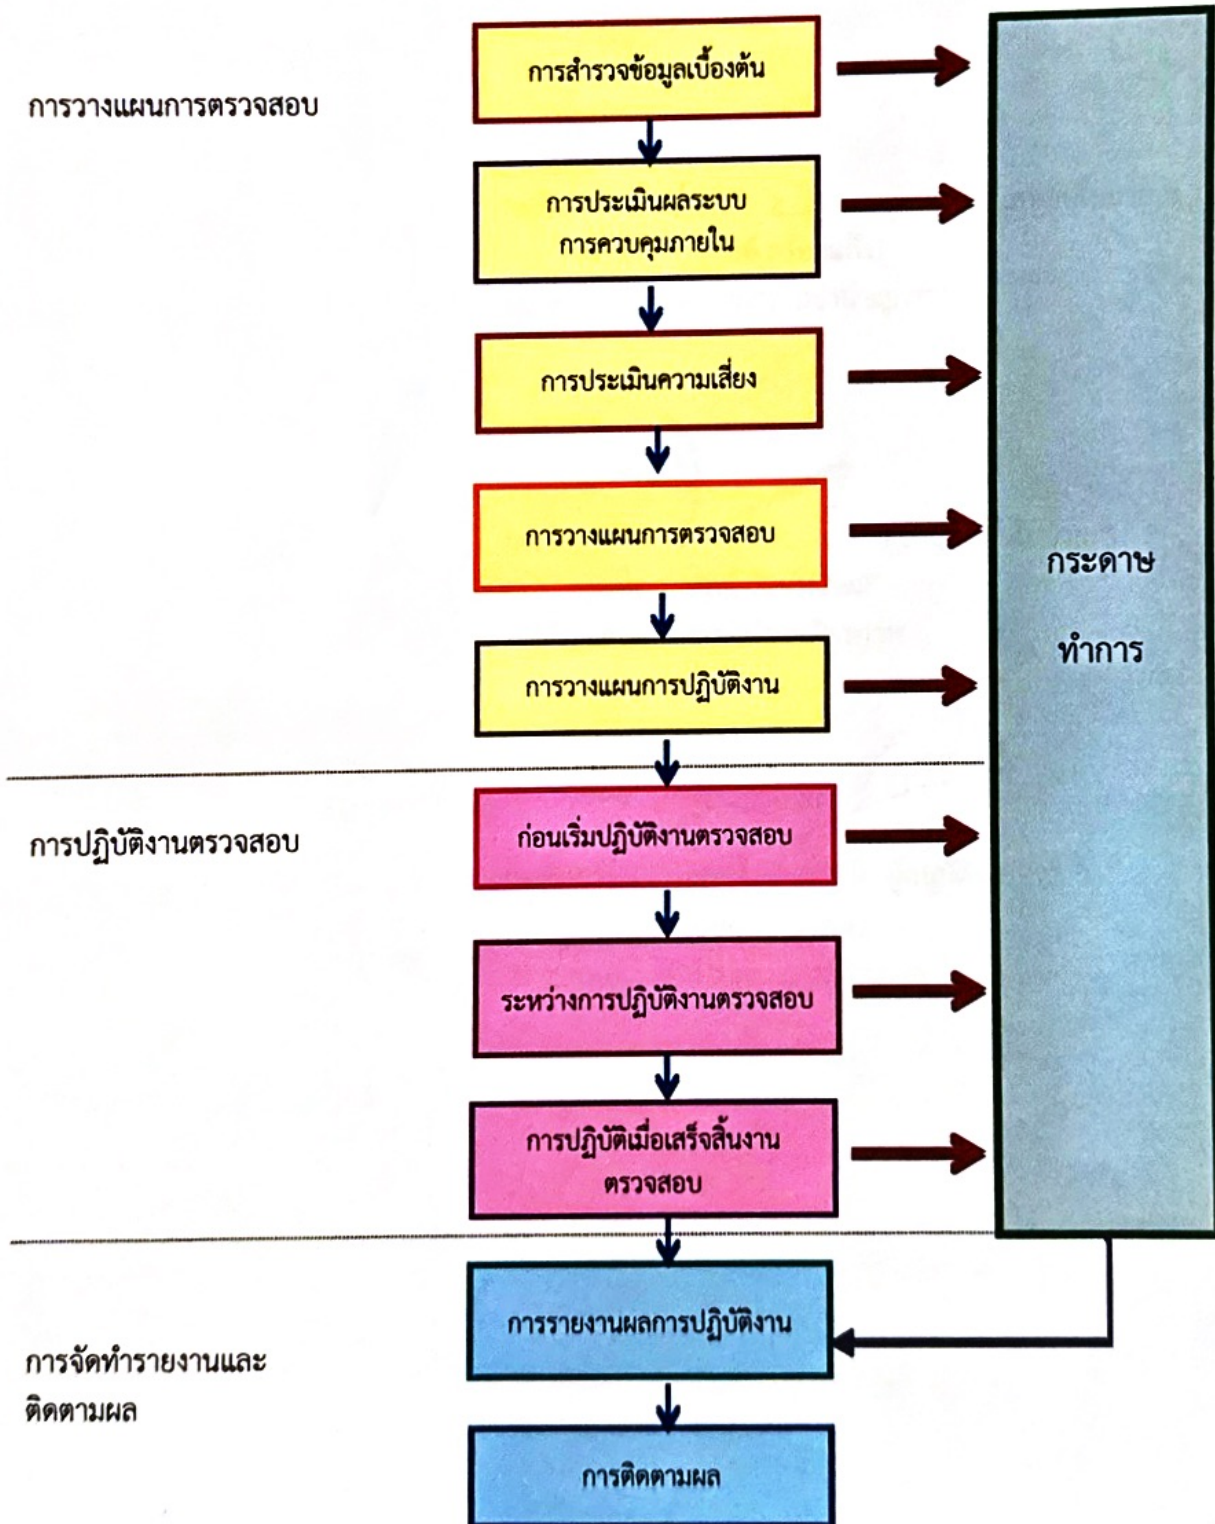 การวางแผนการตรวจสอบ
การสำรวจข้อมูลเบื้องต้น
การประเมินผลระบบ
การควบคุมภายใน
การประเมินความเสี่ยง
การวางแผนการตรวจสอบ
การวางแผนการปฏิบัติงาน
กระดาษ
ทำการ
การปฏิบัติงานตรวจสอบ
ก่อนเริ่มปฏิบัติงานตรวจสอบ
ระหว่างการปฏิบัติงานตรวจสอบ
การปฏิบัติเมื่อเสร็จสิ้นงาน
ตรวจสอบ
การจัดทำรายงานและ
ติดตามผล
การรายงานผลการปฏิบัติงาน
การติดตามผล